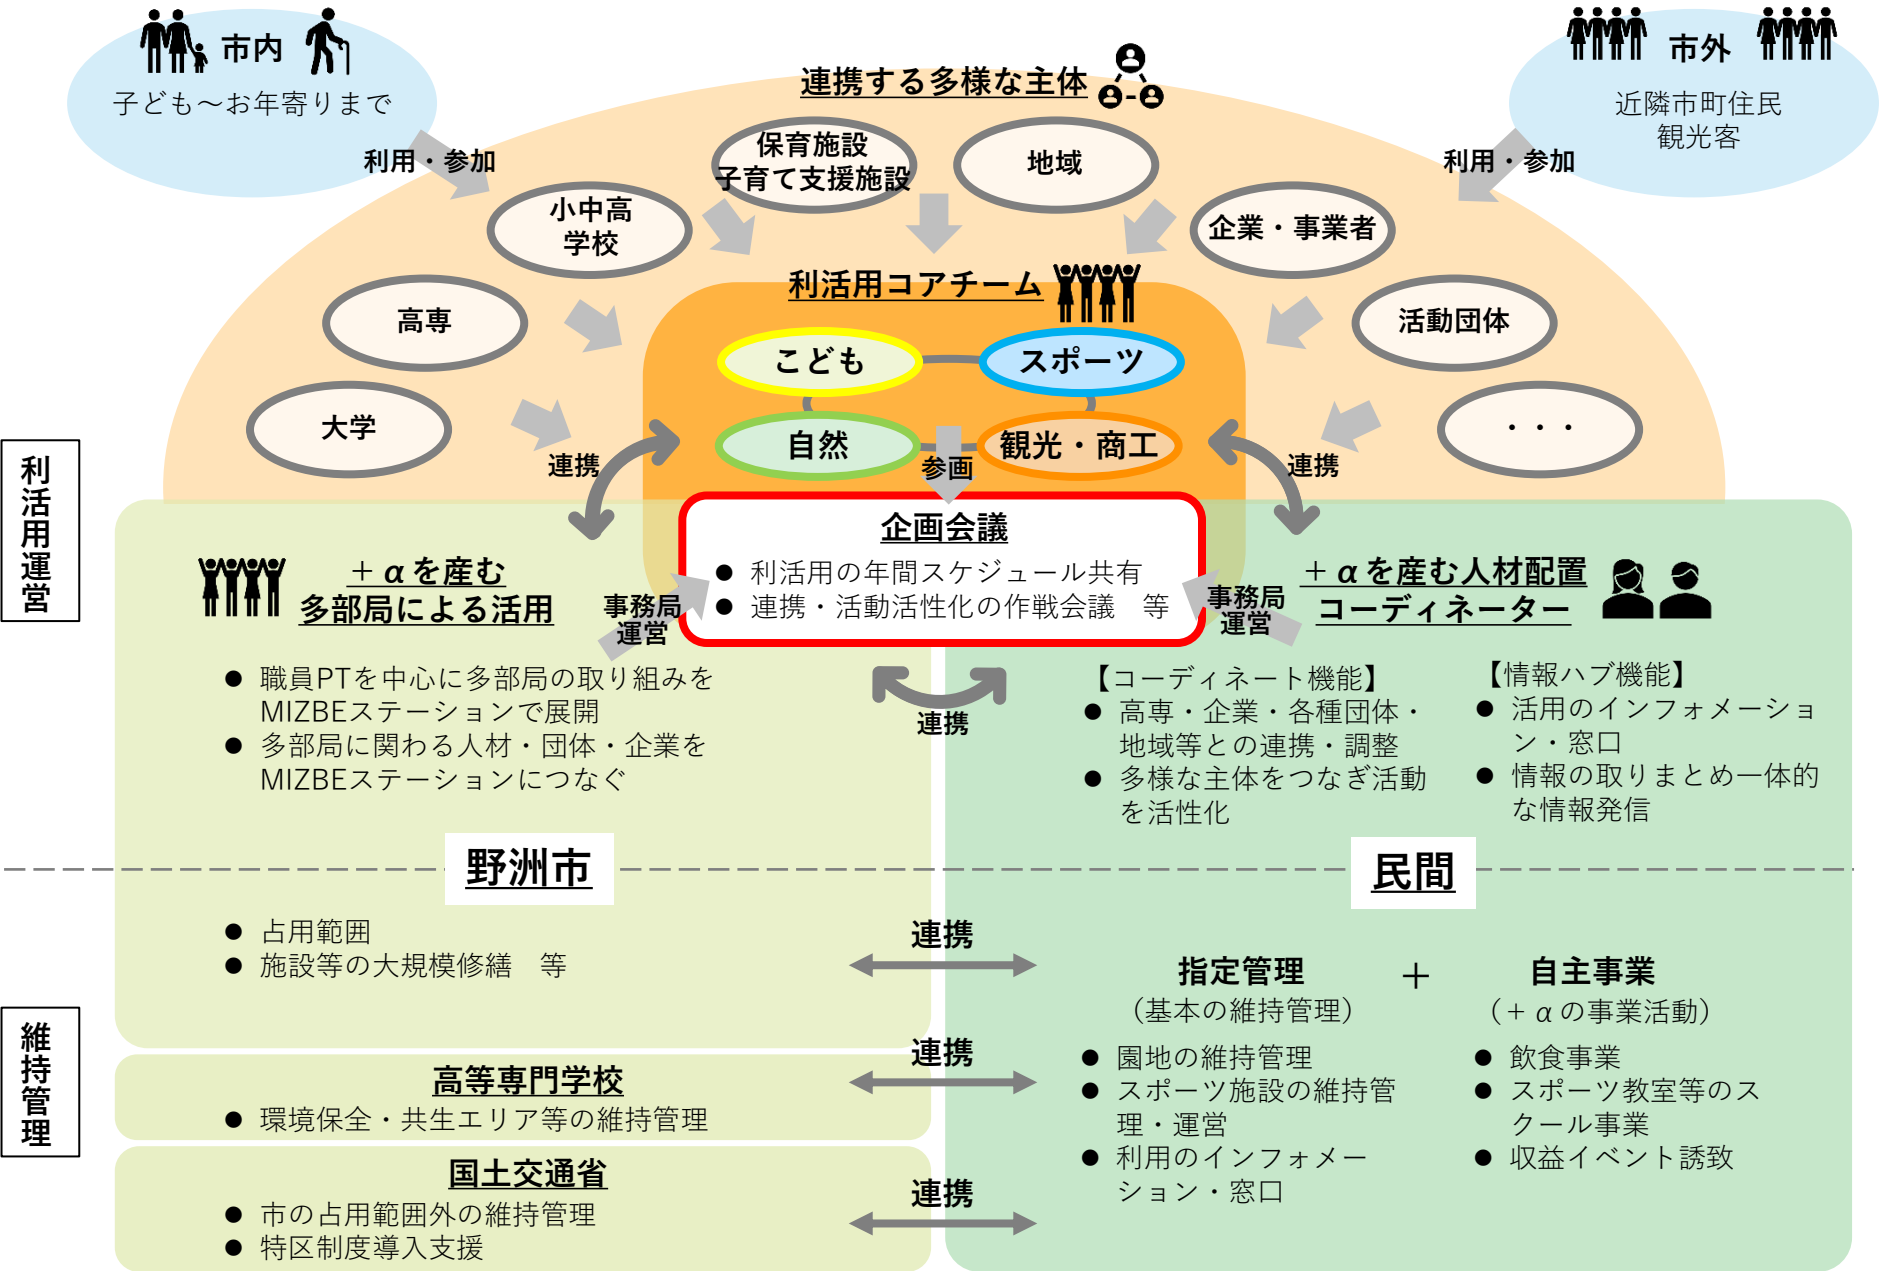 市内
子ども～お年寄りまで
市外
近隣市町住民
観光客
連携する多様な主体
利用・参加
利用・参加
保育施設
子育て支援施設
地域
小中高
学校
企業・事業者
高専
活動団体
大学
・・・
利活用コアチーム
こども
スポーツ
自然
観光・商工
参画
連携
連携
利活用運営
企画会議
● 利活用の年間スケジュール共有
● 連携・活動活性化の作戦会議　等
＋αを産む
多部局による活用
事務局
運営
事務局
運営
＋αを産む人材配置
コーディネーター
● 職員PTを中心に多部局の取り組みを
MIZBEステーションで展開
● 多部局に関わる人材・団体・企業を
MIZBEステーションにつなぐ
連携
【コーディネート機能】
● 高専・企業・各種団体・
地域等との連携・調整
● 多様な主体をつなぎ活動
を活性化
【情報ハブ機能】
● 活用のインフォメーショ
ン・窓口
● 情報の取りまとめ一体的
な情報発信
野洲市
民間
維持管理
● 占用範囲
● 施設等の大規模修繕　等
連携
指定管理
（基本の維持管理）
＋
自主事業
（＋αの事業活動）
● 園地の維持管理
● スポーツ施設の維持管
理・運営
● 利用のインフォメー
ション・窓口
● 飲食事業
● スポーツ教室等のス
クール事業
● 収益イベント誘致
高等専門学校
● 環境保全・共生エリア等の維持管理
連携
国土交通省
● 市の占用範囲外の維持管理
● 特区制度導入支援
連携